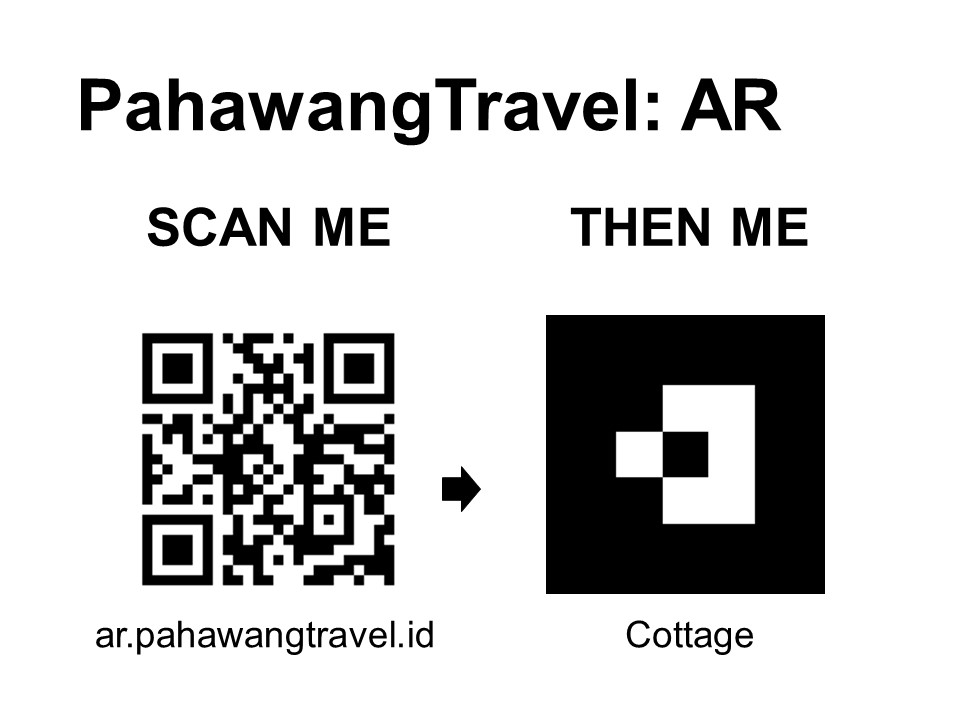 PahawangTravel: AR
SCAN ME
THEN ME
ar.pahawangtravel.id
Cottage